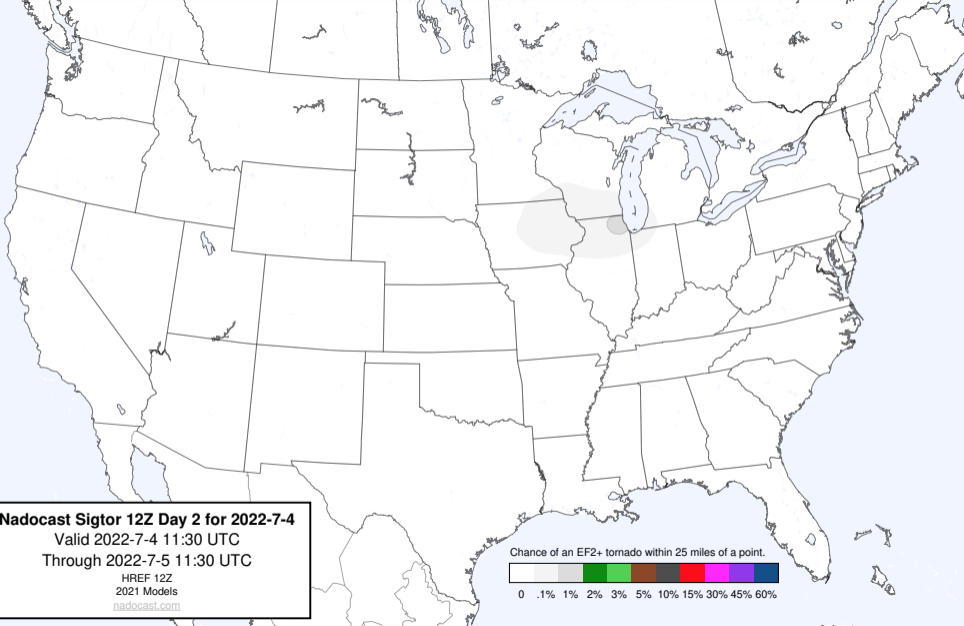 Nadocast Sigtor 12Z Day 2 for 2022-7-4
Valid 2022-7-4 11:30 UTC
Through 2022-7-5 11:30 UTC
HREF 12Z
2021 Models
nadocast.com
Chance of an EF2+ tornado within 25 miles of a point.
0 .1% 1% 2% 3% 5% 10% 15% 30% 45% 60%